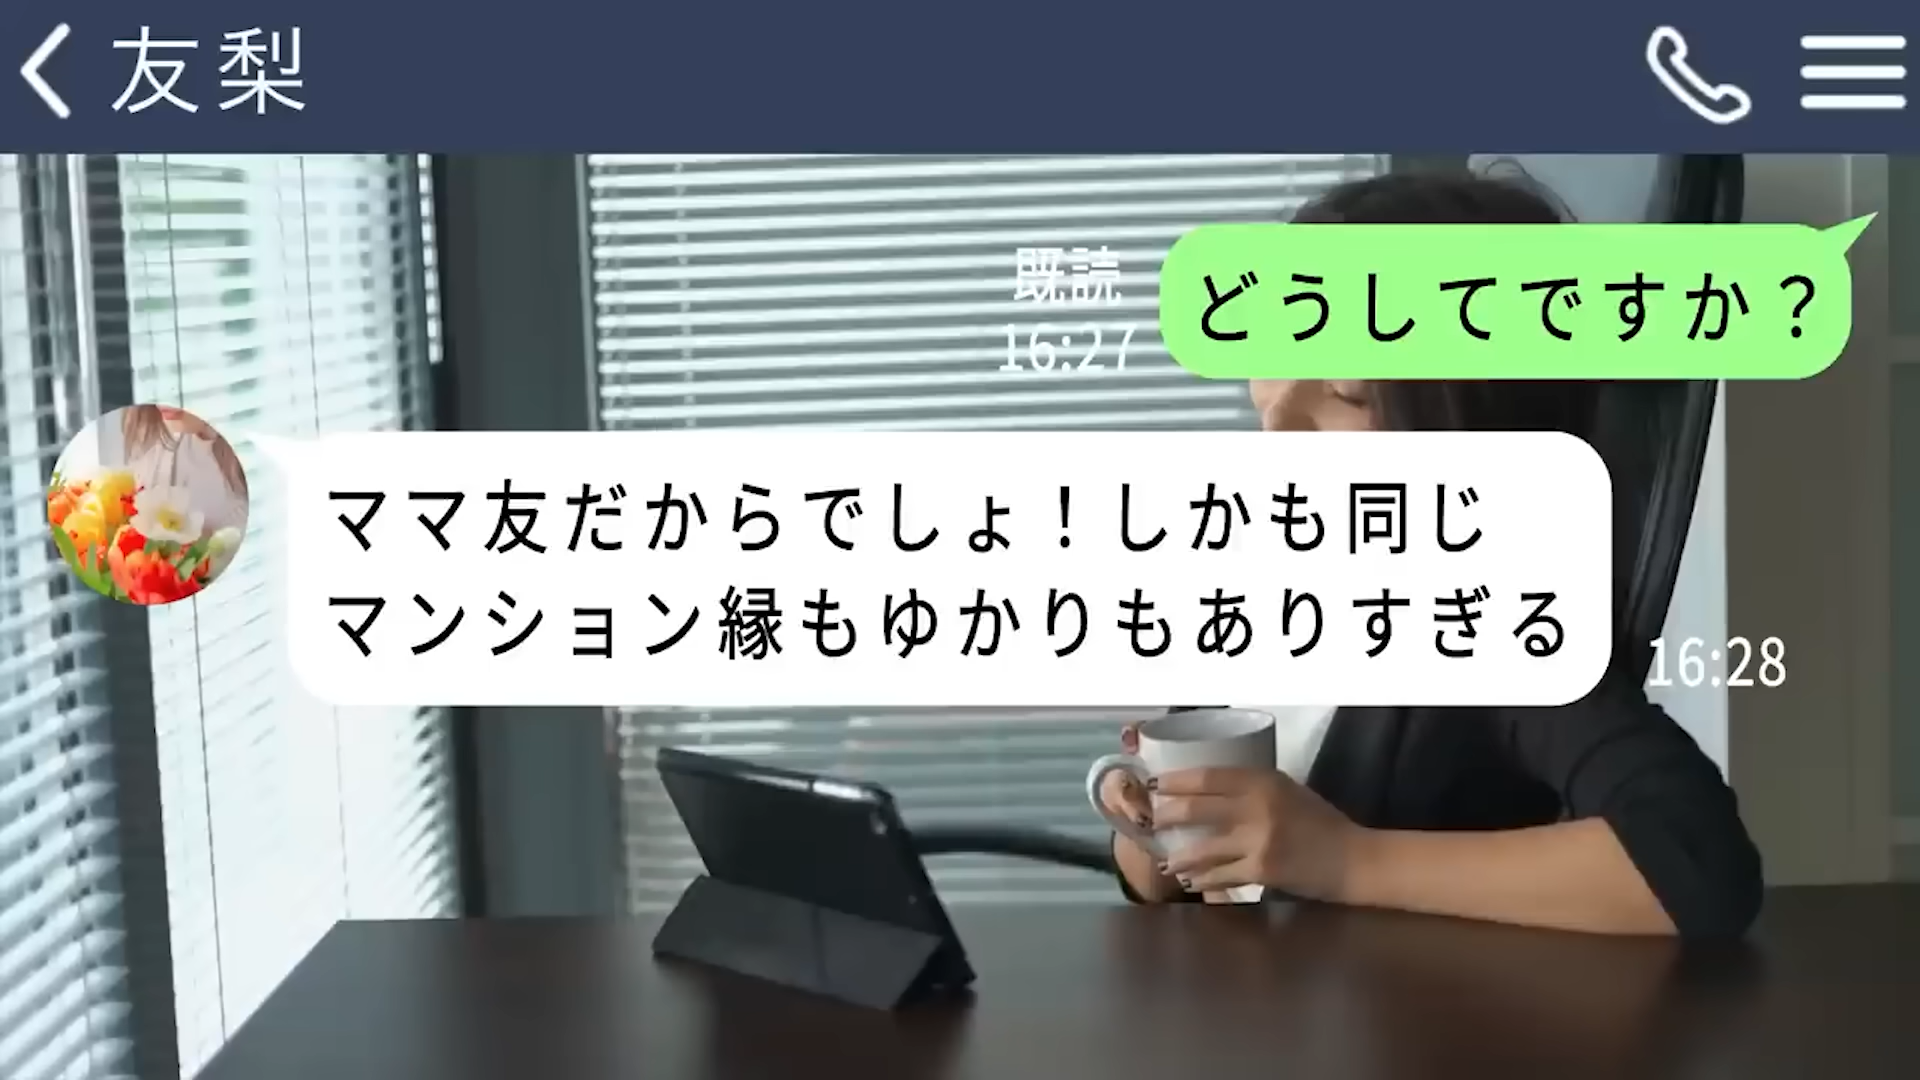 友梨
どうしてですか？
既読
16:27
ママ友だからでしょ！しかも同じ
マンション縁もゆかりもありすぎる
16:28